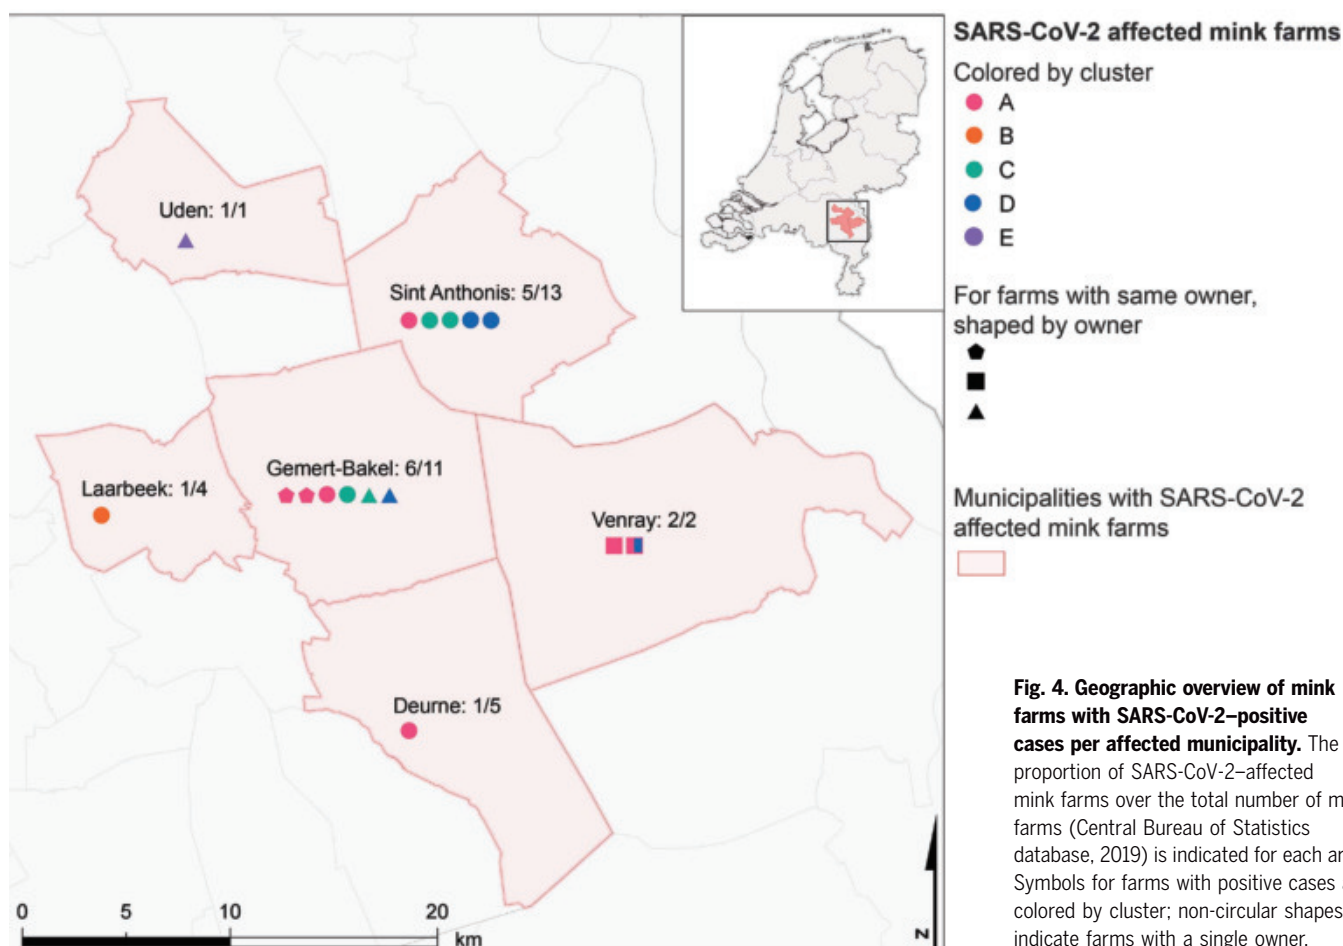 SARS-CoV-2 affected mink farms
Colored by cluster
A
B
C
D
E
For farms with same owner,
shaped by owner
Municipalities with SARS-CoV-2
affected mink farms
Uden: 1/1
Sint Anthonis: 5/13
Gemert-Bakel: 6/11
Laarbeek: 1/4
Venray: 2/2
Deurne: 1/5
0 5 10 20
km
N
Fig. 4. Geographic overview of mink
farms with SARS-CoV-2–positive
cases per affected municipality. The
proportion of SARS-CoV-2–affected
mink farms over the total number of
farms (Central Bureau of Statistics
database, 2019) is indicated for each
Symbols for farms with positive cases
colored by cluster; non-circular shapes
indicate farms with a single owner.